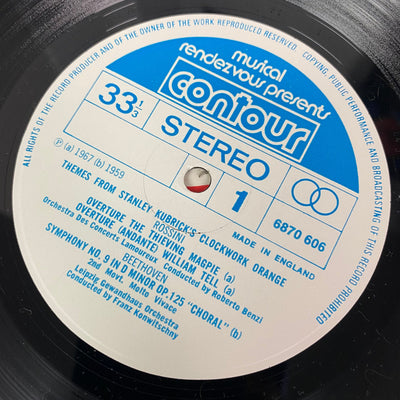 ALL RIGHTS OF THE RECORD PRODUCER AND OF THE OWNER OF THE WORK REPRODUCED RESERVED. COPYING, PUBLIC PERFORMANCE AND BROADCASTING OF THIS RECORD PROHIBITED
musical
rendezvous presents
contour
33 1/3
STEREO
1
℗ (a) 1967 (b) 1959
MADE IN ENGLAND
6870 606
THEMES FROM STANLEY KUBRICK'S CLOCKWORK ORANGE
ROSSINI
OVERTURE THE THIEVING MAGPIE (a)
OVERTURE (ANDANTE) WILLIAM TELL (a)
Orchestra Des Concerts Lamoureux Conducted by Roberto Benzi
BEETHOVEN
SYMPHONY NO. 9 IN D MINOR OP.125 "CHORAL" (b)
2nd Movt. Molto Vivace
Leipzig Gewandhaus Orchestra
Conducted by Franz Konwitschny